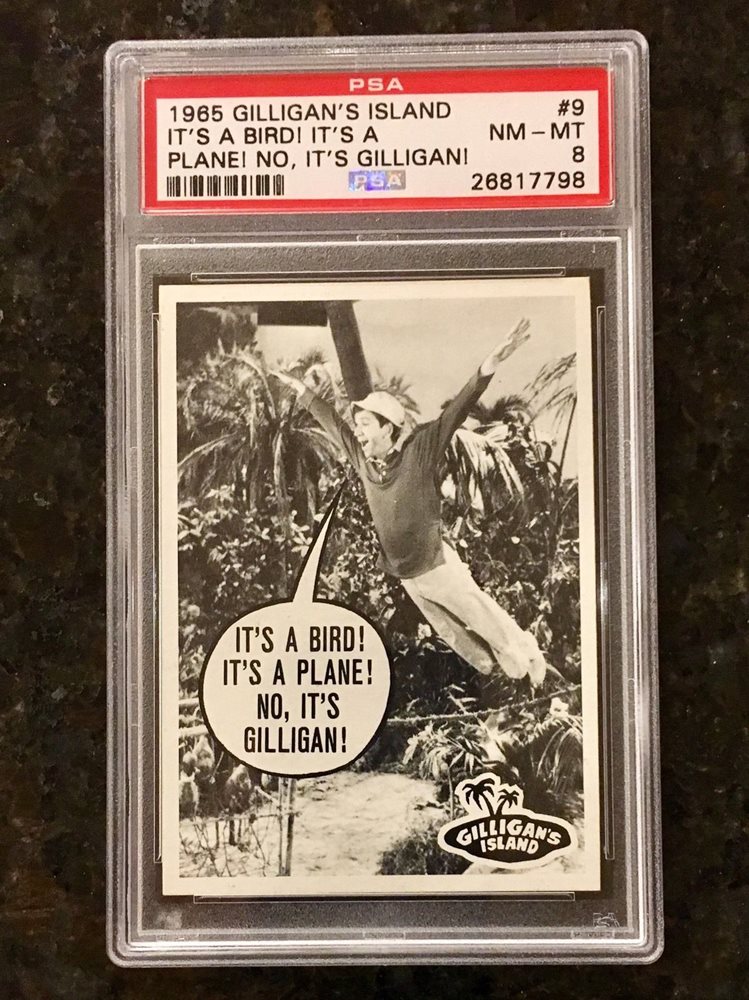 PSA
1965 GILLIGAN'S ISLAND #9
IT'S A BIRD! IT'S A NM - MT
PLANE! NO, IT'S GILLIGAN! 8
PSA 26817798
IT'S A BIRD!
IT'S A PLANE!
NO, IT'S
GILLIGAN!
GILLIGAN'S
ISLAND